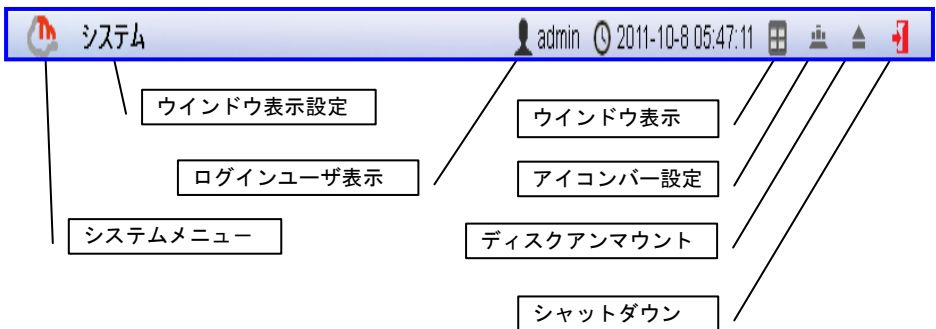 システム admin 2011-10-8 05:47:11
ウインドウ表示設定
ウインドウ表示
ログインユーザ表示
アイコンバー設定
システムメニュー
ディスクアンマウント
シャットダウン